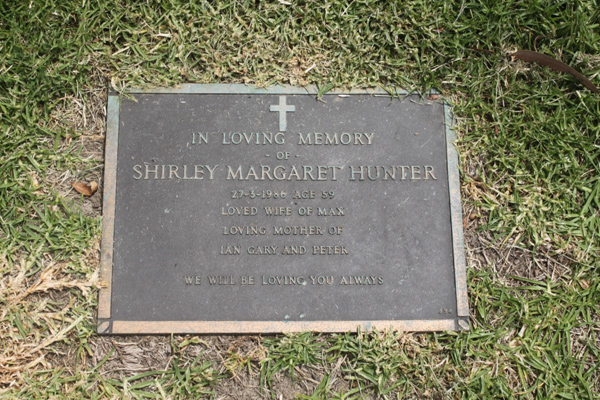 IN LOVING MEMORY
- OF -
SHIRLEY MARGARET HUNTER
27-3-1986 AGE 59
LOVED WIFE OF MAX
LOVING MOTHER OF
IAN GARY AND PETER
WE WILL BE LOVING YOU ALWAYS